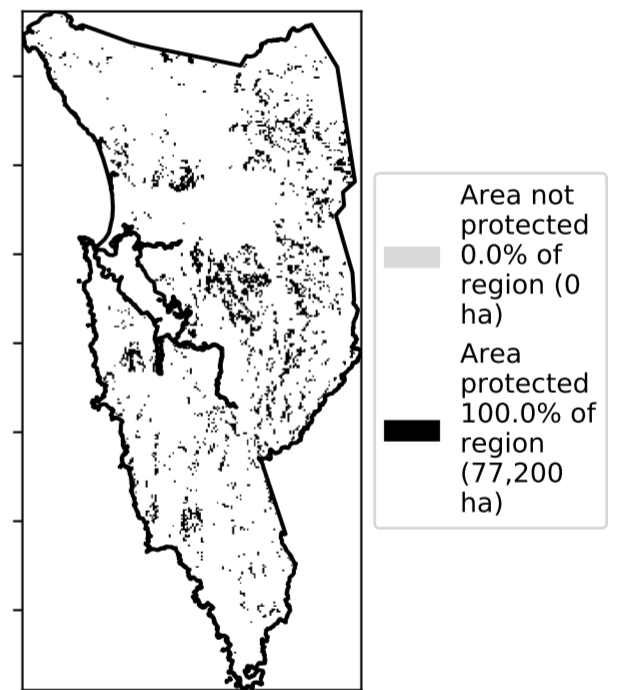 Area not
protected
0.0% of
region (0
ha)
Area
protected
100.0% of
region
(77,200
ha)